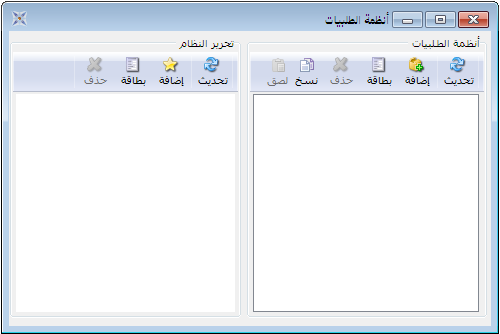 أنظمة الطلبيات
أنظمة الطلبيات
تحديث إضافة بطاقة حذف نسخ لصق
تحرير النظام
تحديث إضافة بطاقة حذف